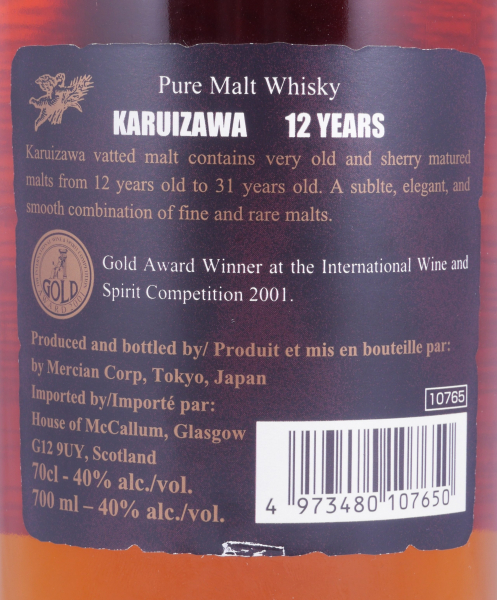 Pure Malt Whisky
KARUIZAWA 12 YEARS
Karuizawa vatted malt contains very old and sherry matured
malts from 12 years old to 31 years old. A sublte, elegant, and
smooth combination of fine and rare malts.
GOLD
Gold Award Winner at the International Wine and
Spirit Competition 2001.
Produced and bottled by/ Produit et mis en bouteille par:
by Mercian Corp, Tokyo, Japan
Imported by/Importé par:
House of McCallum, Glasgow
G12 9UY, Scotland
70cl - 40% alc./vol.
700 ml – 40% alc./vol.
10765
4 973480 107650